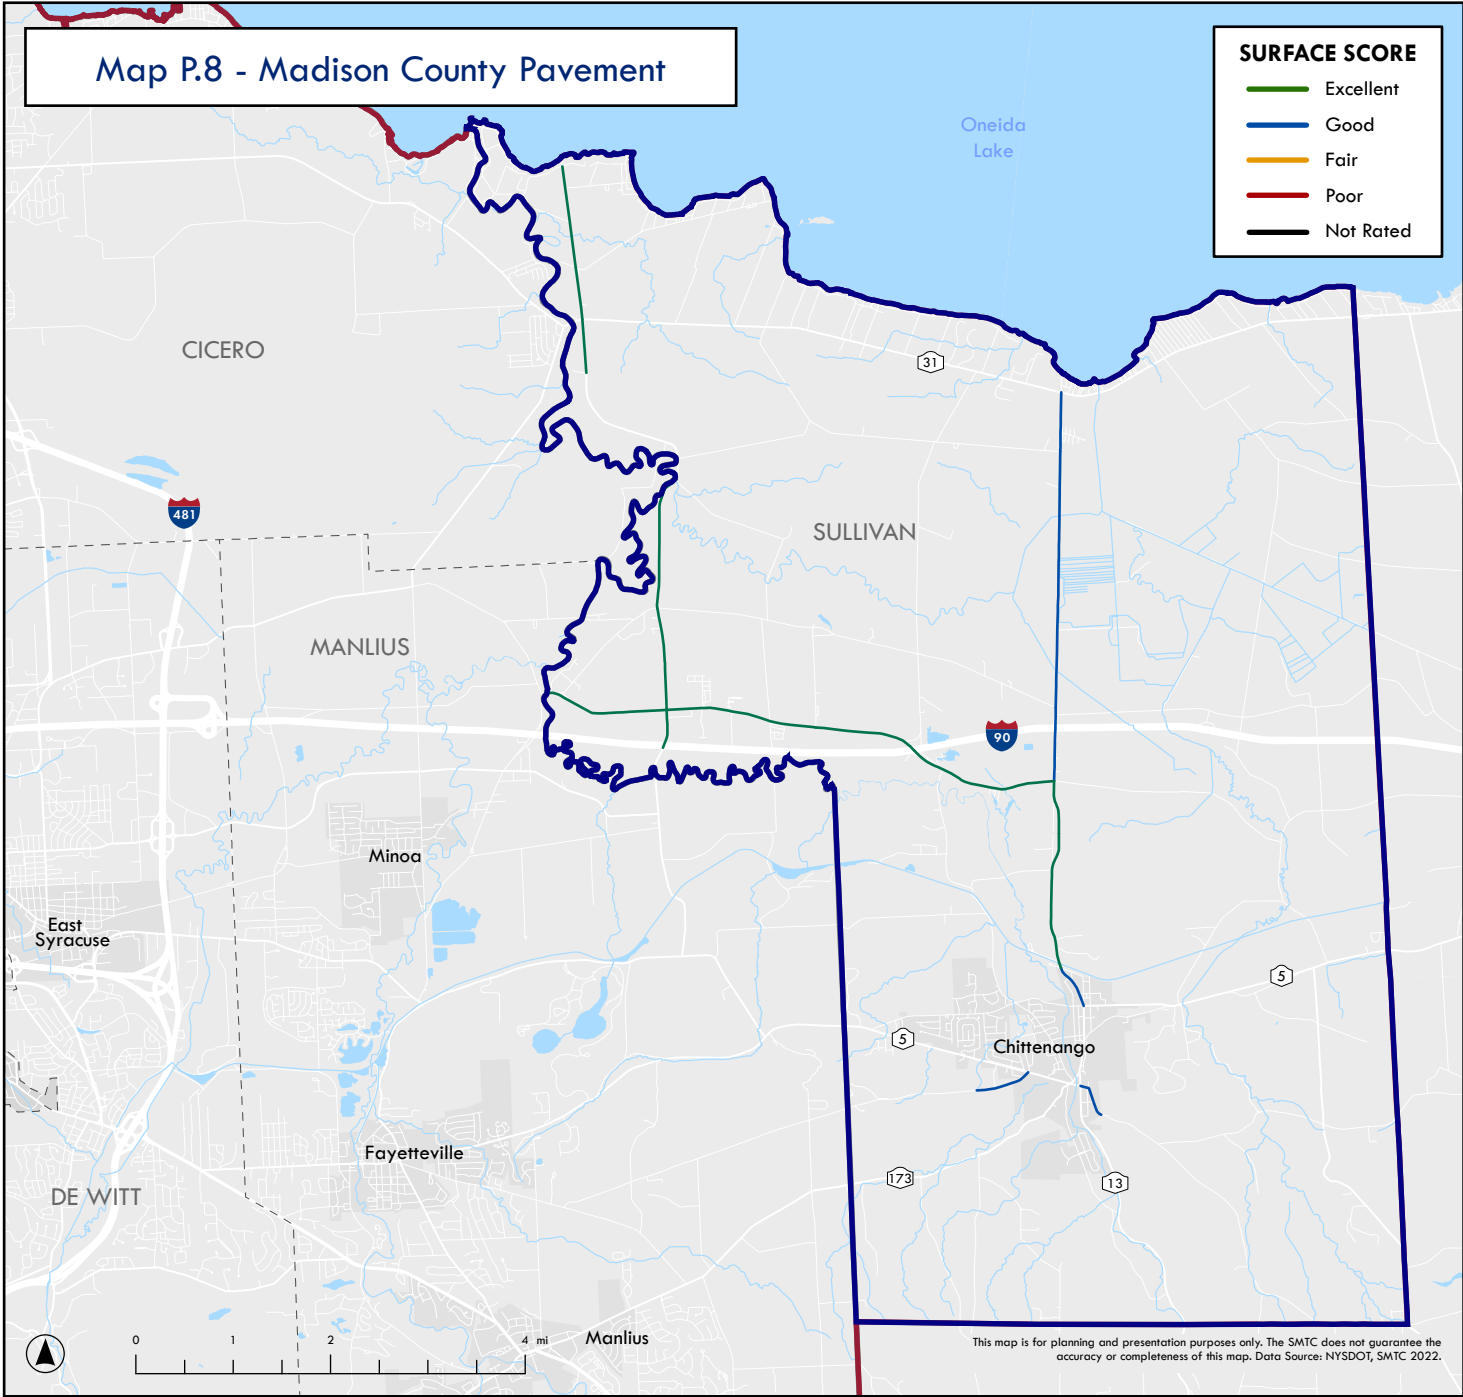 Map P.8 - Madison County Pavement
SURFACE SCORE
Excellent
Good
Fair
Poor
Not Rated
Oneida
Lake
CICERO
31
481
SULLIVAN
MANLIUS
90
Minoa
East
Syracuse
5
5
Chittenango
Fayetteville
173
13
DE WITT
Manlius
0 1 2 4 mi
This map is for planning and presentation purposes only. The SMTC does not guarantee the
accuracy or completeness of this map. Data Source: NYSDOT, SMTC 2022.